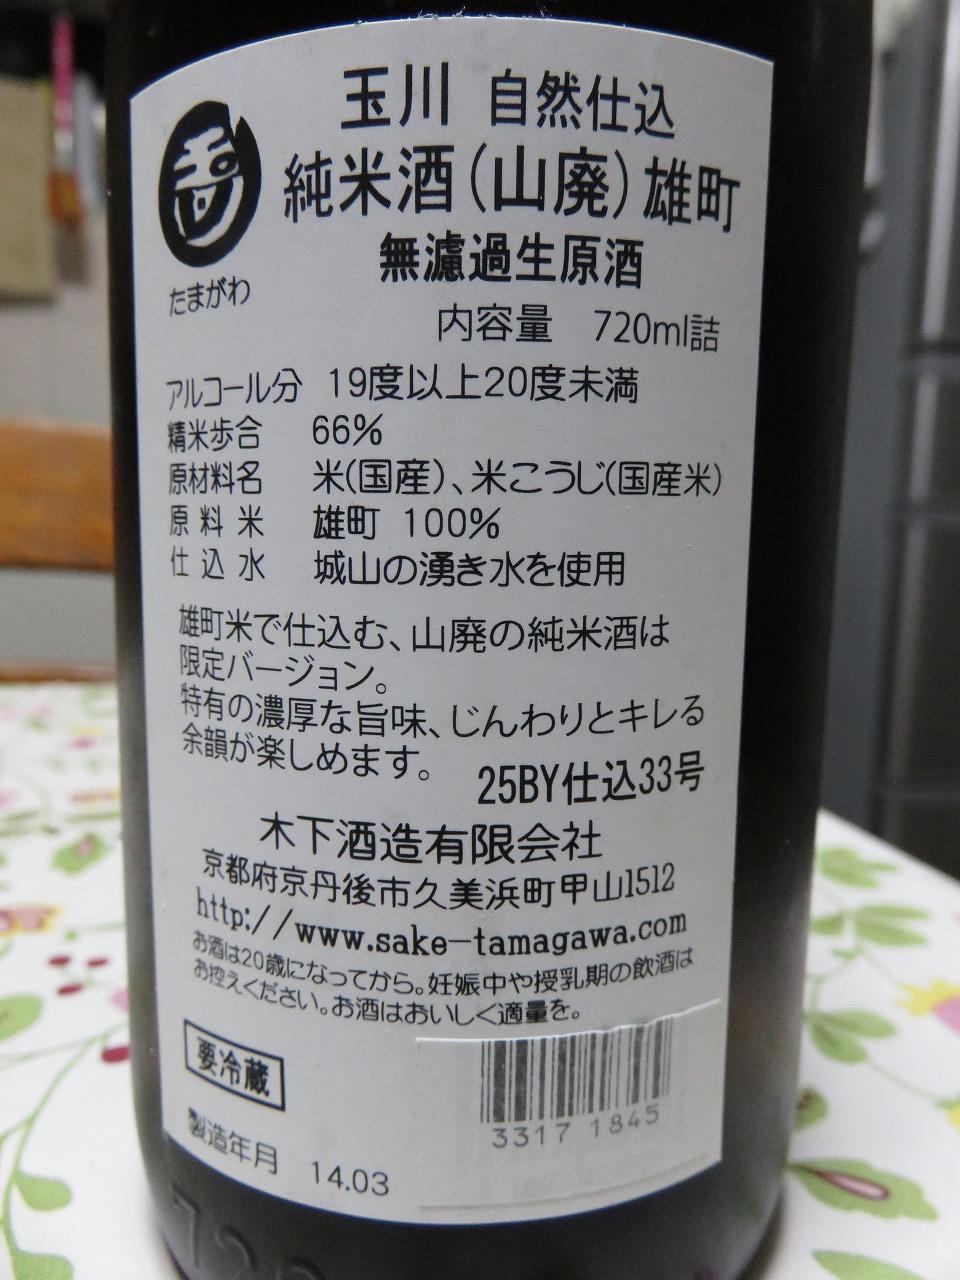 玉川 自然仕込
純米酒(山廃)雄町
無濾過生原酒
たまがわ
内容量 720ml詰
アルコール分 19度以上20度未満
精米歩合 66%
原材料名 米(国産)、米こうじ(国産米)
原料米 雄町 100%
仕込水 城山の湧き水を使用
雄町米で仕込む、山廃の純米酒は
限定バージョン。
特有の濃厚な旨味、じんわりとキレる
余韻が楽しめます。
25BY仕込33号
木下酒造有限会社
京都府京丹後市久美浜町甲山1512
http://www.sake-tamagawa.com
お酒は20歳になってから。妊娠中や授乳期の飲酒は
お控えください。お酒はおいしく適量を。
要冷蔵
3317 1845
製造年月 14.03
720